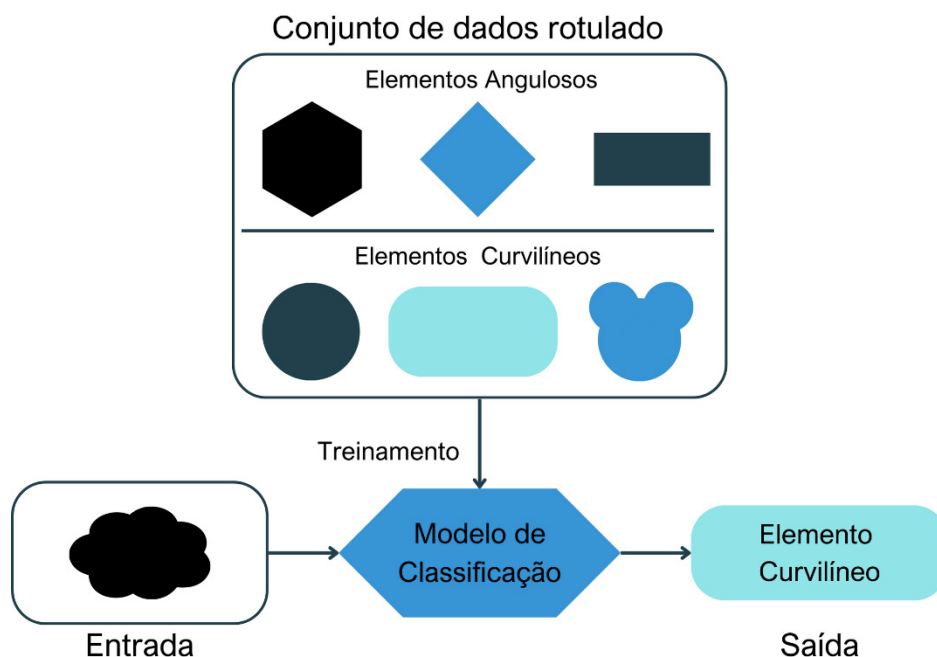 Conjunto de dados rotulado
Elementos Angulosos
Elementos Curvilíneos
Treinamento
Modelo de
Classificação
Elemento
Curvilíneo
Entrada
Saída